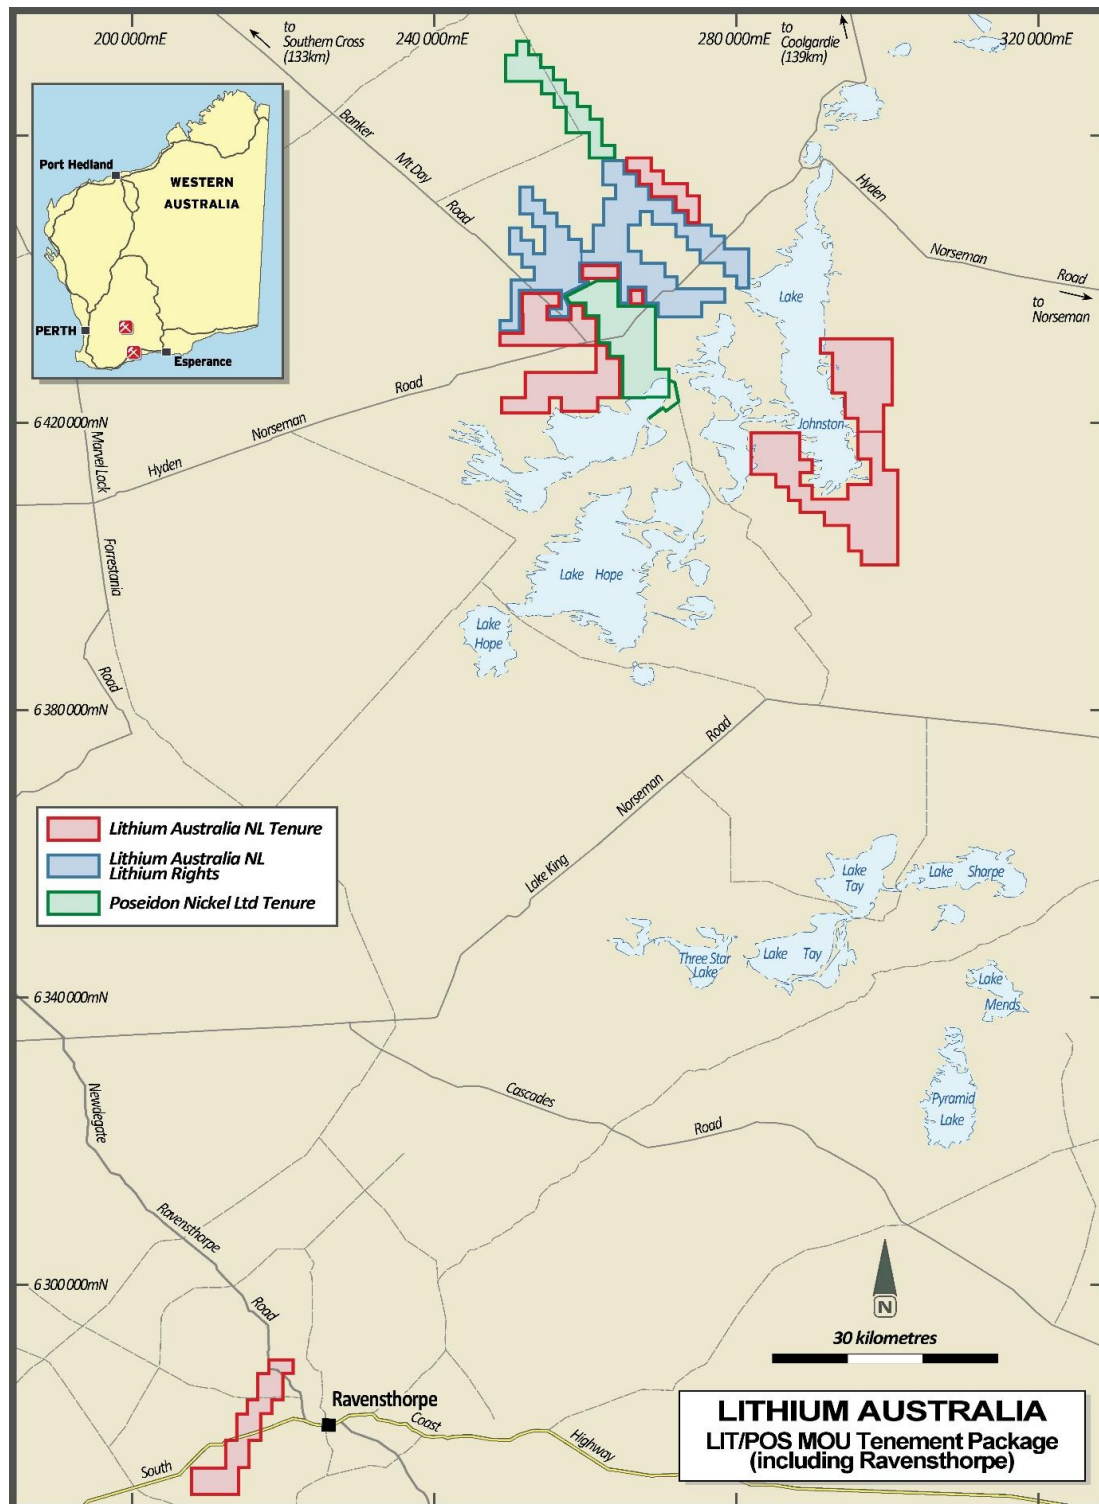 200 000mE
to
Southern Cross
(133km)
240 000mE
280 000mE
to
Coolgardie
(139km)
320 000mE
Port Hedland
WESTERN
AUSTRALIA
PERTH
Esperance
Banker
Mt Day
Road
Hyden
Norseman
Road
to
Norseman
Lake
Johnston
Road
Norseman
Hyden
6 420 000mN
Marvel Lock
Forrestania
Road
Lake Hope
Lake
Hope
6 380 000mN
Road
Norseman
Lake King
Lithium Australia NL Tenure
Lithium Australia NL
Lithium Rights
Poseidon Nickel Ltd Tenure
Lake
Tay
Lake Sharpe
Three Star
Lake
Lake Tay
Lake
Mends
6 340 000mN
Pyramid
Lake
Newdegate
Ravensthorpe
Road
Cascades
Road
6 300 000mN
N
30 kilometres
Ravensthorpe
South
Coast
Highway
LITHIUM AUSTRALIA
LIT/POS MOU Tenement Package
(including Ravensthorpe)